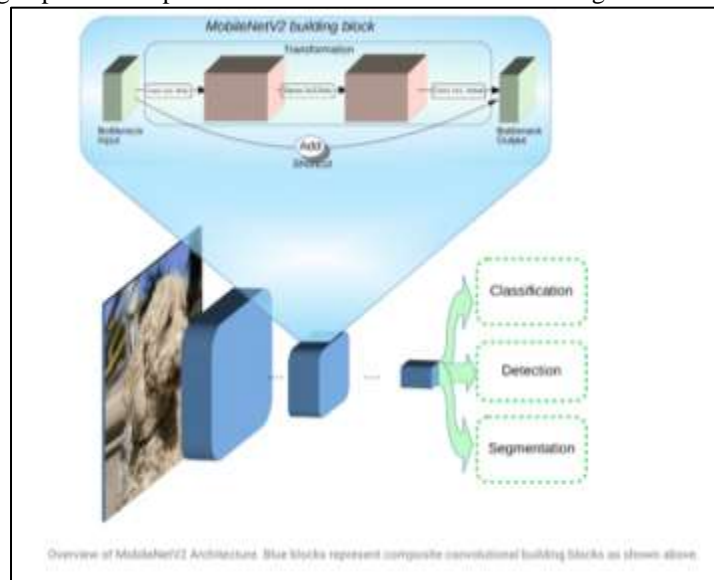 MobileNetV2 building block
Transformation
Bottleneck
Input
Add
Shortcut
Bottleneck
Output
Classification
Detection
Segmentation
Overview of MobileNetV2 Architecture. Blue blocks represent composite convolutional building blocks as shown above.